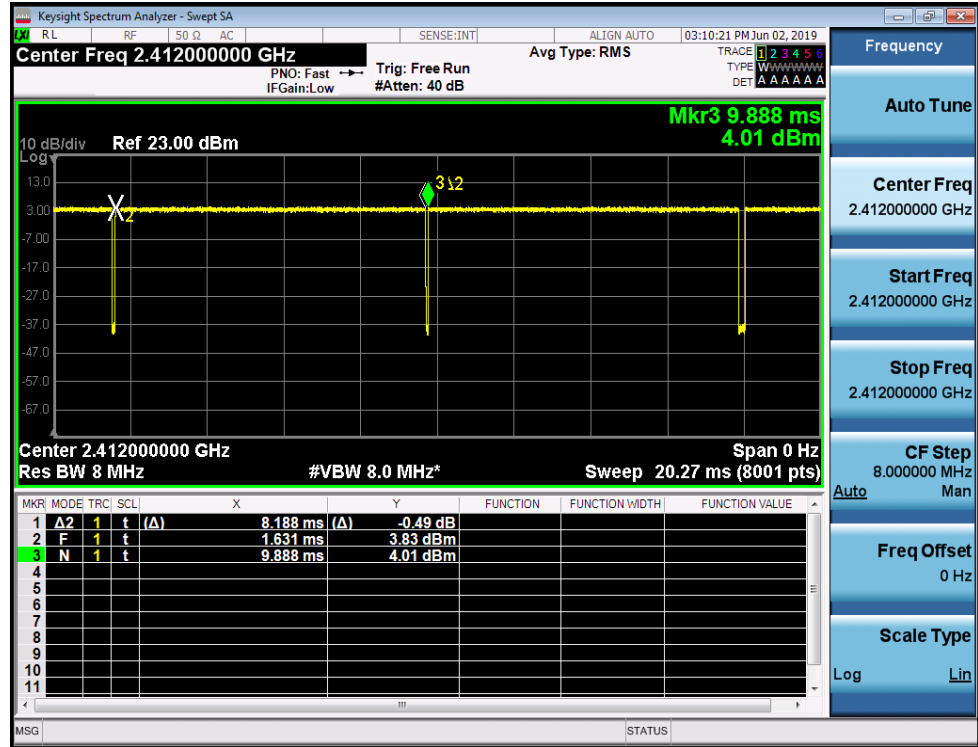 Keysight Spectrum Analyzer - Swept SA
LXI RL RF 50 Ω AC SENSE:INT ALIGN AUTO 03:10:21 PM Jun 02, 2019
Center Freq 2.412000000 GHz
PNO: Fast
IFGain:Low
Trig: Free Run
#Atten: 40 dB
Avg Type: RMS
TRACE 1 2 3 4 5 6
TYPE WWWWWW
DET A A A A A A
Mkr3 9.888 ms
4.01 dBm
10 dB/div Ref 23.00 dBm
Log
13.0
3.00
-7.00
-17.0
-27.0
-37.0
-47.0
-57.0
-67.0
2
3Δ2
Center 2.412000000 GHz Span 0 Hz
Res BW 8 MHz #VBW 8.0 MHz* Sweep 20.27 ms (8001 pts)
MKR MODE TRC SCL X Y FUNCTION FUNCTION WIDTH FUNCTION VALUE
1 Δ2 1 t (Δ) 8.188 ms (Δ) -0.49 dB
2 F 1 t 1.631 ms 3.83 dBm
3 N 1 t 9.888 ms 4.01 dBm
4
5
6
7
8
9
10
11
MSG STATUS
Frequency
Auto Tune
Center Freq
2.412000000 GHz
Start Freq
2.412000000 GHz
Stop Freq
2.412000000 GHz
CF Step
8.000000 MHz
Auto Man
Freq Offset
0 Hz
Scale Type
Log Lin